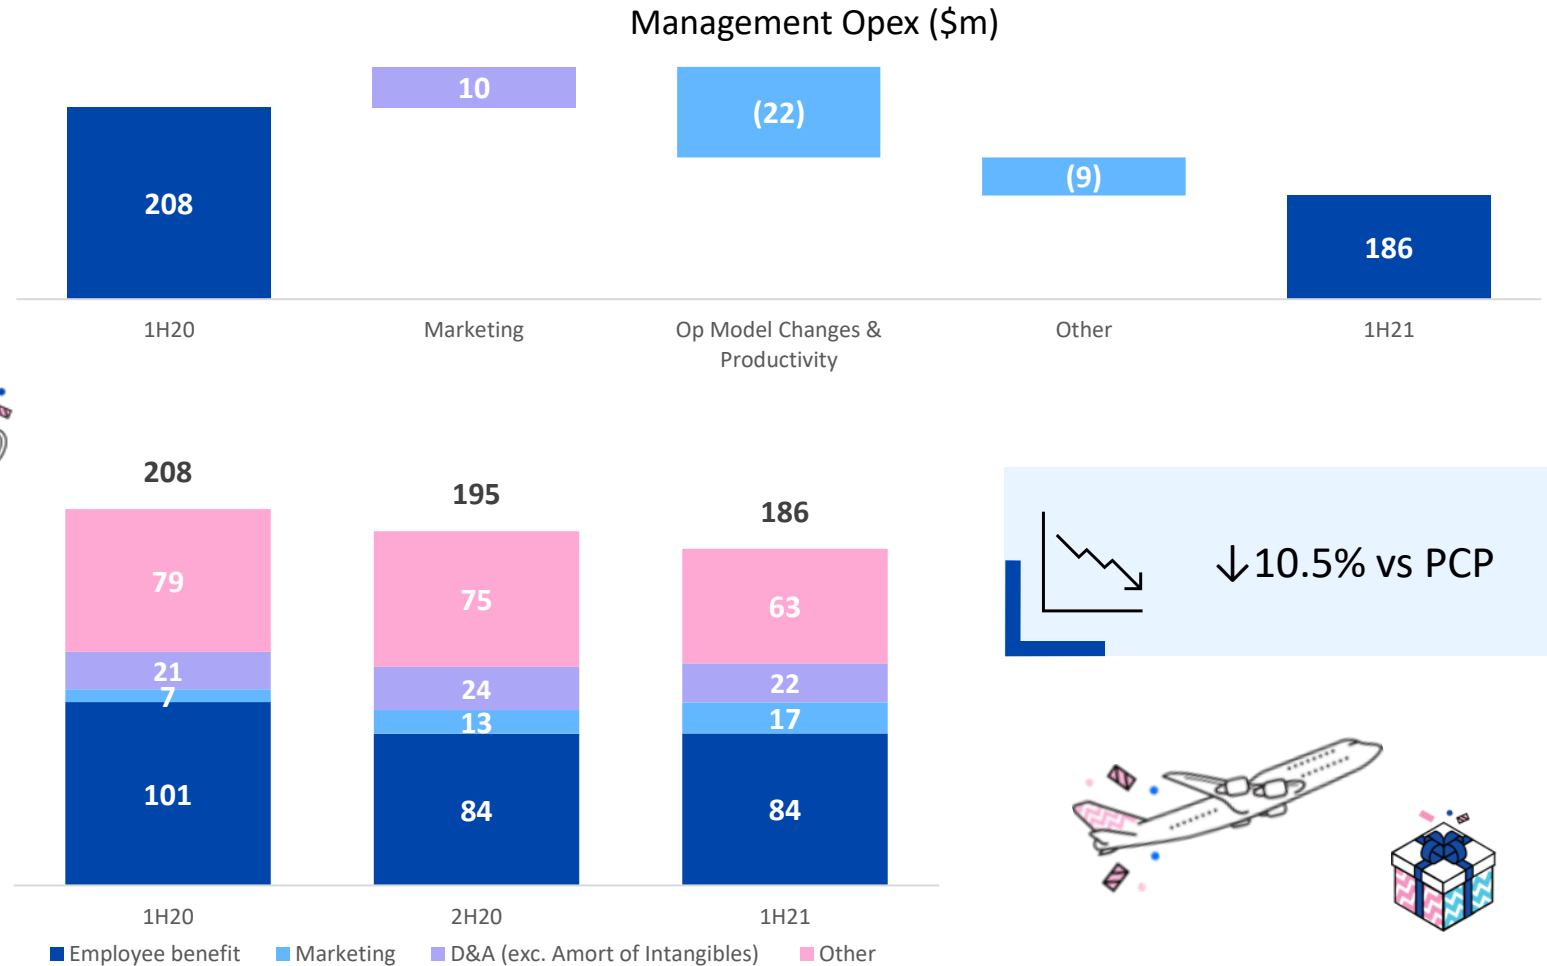 Management Opex ($m)
10
(22)
(9)
208
186
1H20
Marketing
Op Model Changes &
Productivity
Other
1H21
208
195
186
79
75
63
21
24
22
7
13
17
101
84
84
1H20
2H20
1H21
Employee benefit
Marketing
D&A (exc. Amort of Intangibles)
Other
↓10.5% vs PCP